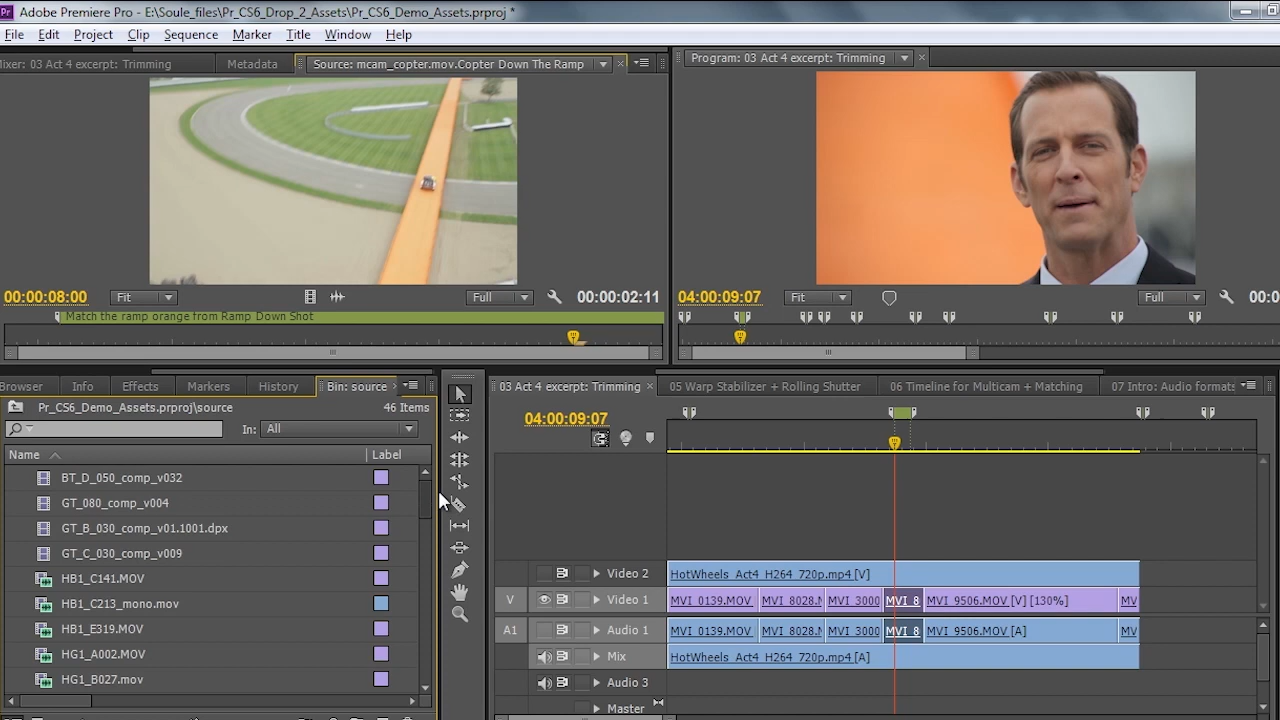 Pr Adobe Premiere Pro - E:\Soule_files\Pr_CS6_Drop_2_Assets\Pr_CS6_Demo_Assets.prproj *
File Edit Project Clip Sequence Marker Title Window Help
Mixer: 03 Act 4 excerpt: Trimming Metadata Source: mcam_copter.mov.Copter Down The Ramp Program: 03 Act 4 excerpt: Trimming
00:00:08:00 Fit Full 00:00:02:11 04:00:09:07 Fit Full 00:0
Match the ramp orange from Ramp Down Shot
Browser Info Effects Markers History Bin: source 03 Act 4 excerpt: Trimming 05 Warp Stabilizer + Rolling Shutter 06 Timeline for Multicam + Matching 07 Intro: Audio formats
Pr_CS6_Demo_Assets.prproj\source 46 Items 04:00:09:07
In: All
Name Label
BT_D_050_comp_v032
GT_080_comp_v004
GT_B_030_comp_v01.1001.dpx
GT_C_030_comp_v009
HB1_C141.MOV
HB1_C213_mono.mov
HB1_E319.MOV
HG1_A002.MOV
HG1_B027.mov
Video 2 HotWheels_Act4_H264_720p.mp4 [V]
V Video 1 MVI_0139.MOV MVI_8028.M MVI_3000 MVI_8 MVI_9506.MOV [V] [130%] MV
A1 Audio 1 MVI_0139.MOV MVI_8028.M MVI_3000 MVI_8 MVI_9506.MOV [A] MV
Mix HotWheels_Act4_H264_720p.mp4 [A]
Audio 3
Master